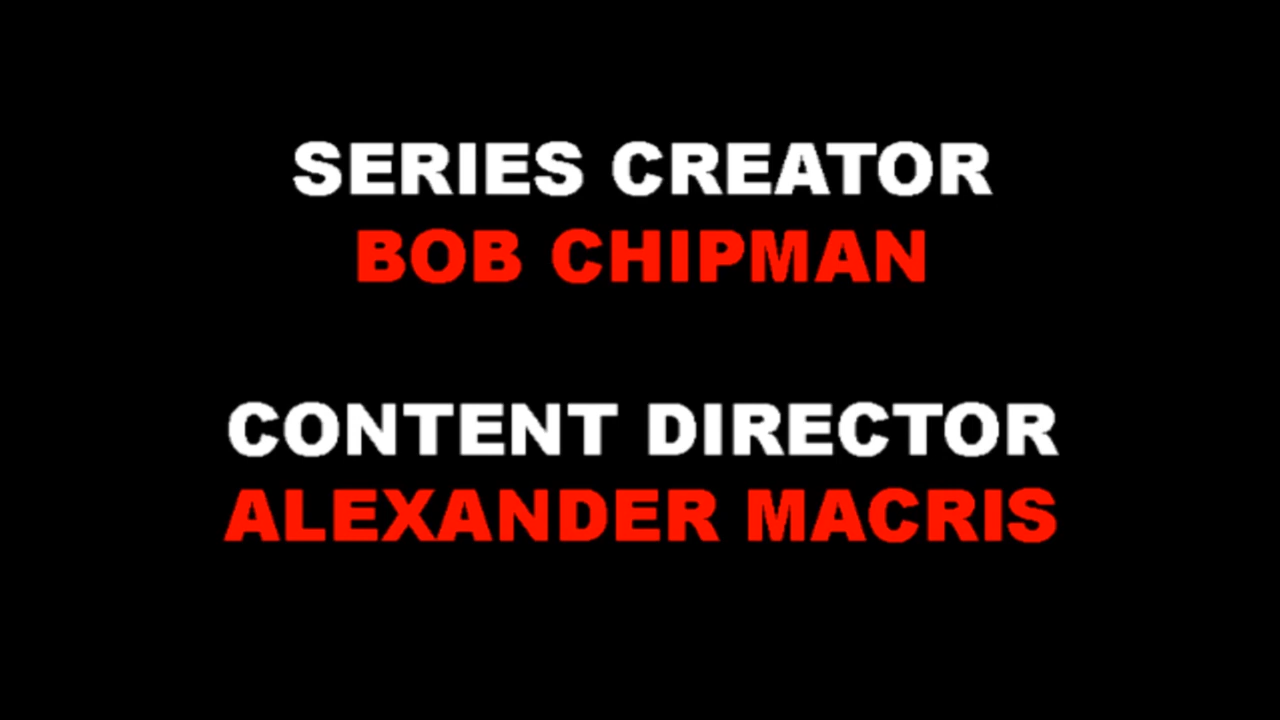 SERIES CREATOR
BOB CHIPMAN
CONTENT DIRECTOR
ALEXANDER MACRIS